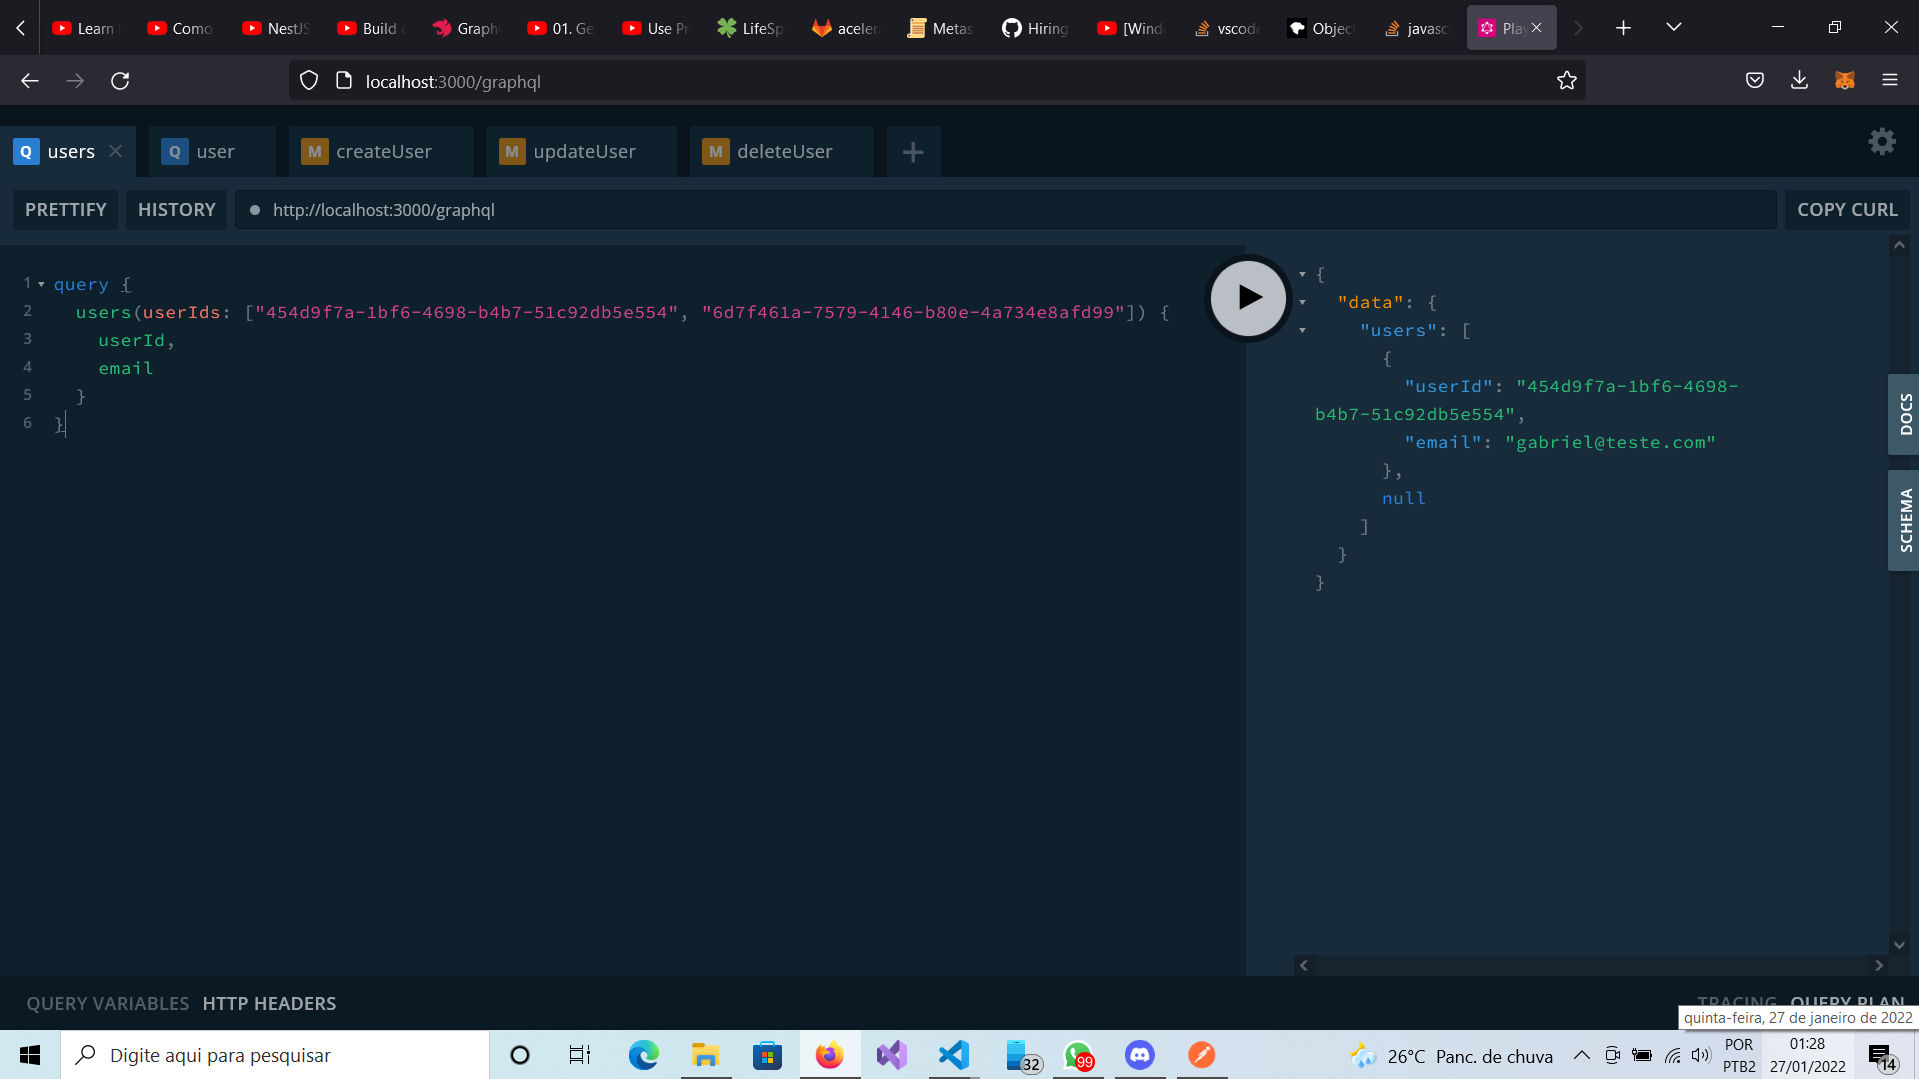 Learn
Como
NestJS
Build a
Graph
01. Ge
Use Pr
LifeSp
aceler
Metas
Hiring
[Wind
vscode
Object
javasc
Play
localhost:3000/graphql
Q users
Q user
M createUser
M updateUser
M deleteUser
PRETTIFY
HISTORY
http://localhost:3000/graphql
COPY CURL
1 query {
2 users(userIds: ["454d9f7a-1bf6-4698-b4b7-51c92db5e554", "6d7f461a-7579-4146-b80e-4a734e8afd99"]) {
3 userId,
4 email
5 }
6 }
{
"data": {
"users": [
{
"userId": "454d9f7a-1bf6-4698-
b4b7-51c92db5e554",
"email": "gabriel@teste.com"
},
null
]
}
}
DOCS
SCHEMA
QUERY VARIABLES HTTP HEADERS
TRACING QUERY PLAN
quinta-feira, 27 de janeiro de 2022
Digite aqui para pesquisar
32
99
26°C Panc. de chuva
POR
PTB2
01:28
27/01/2022
14